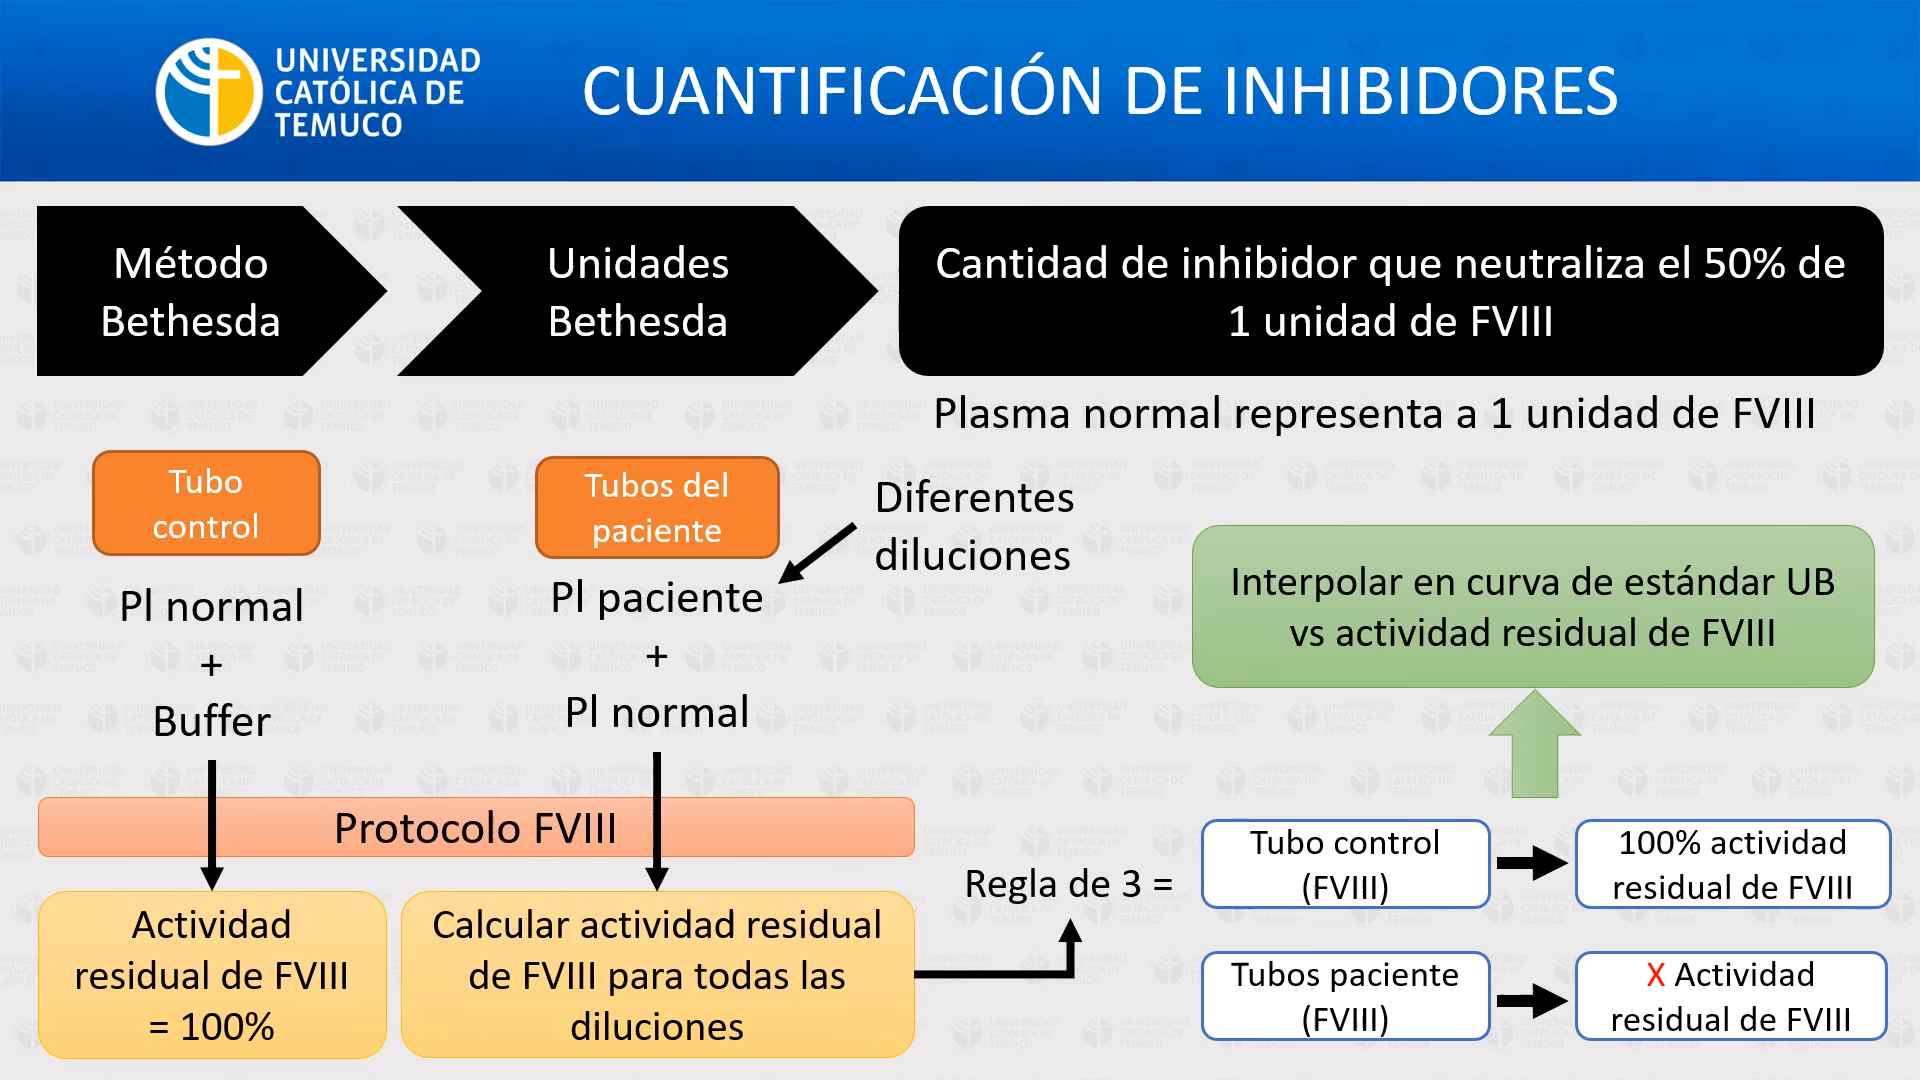 UNIVERSIDAD
CATÓLICA DE
TEMUCO
CUANTIFICACIÓN DE INHIBIDORES
Método
Bethesda
Unidades
Bethesda
Cantidad de inhibidor que neutraliza el 50% de
1 unidad de FVIII
Plasma normal representa a 1 unidad de FVIII
Tubo
control
Pl normal
+
Buffer
Tubos del
paciente
Diferentes
diluciones
Pl paciente
+
Pl normal
Interpolar en curva de estándar UB
vs actividad residual de FVIII
Protocolo FVIII
Actividad
residual de FVIII
= 100%
Calcular actividad residual
de FVIII para todas las
diluciones
Regla de 3 =
Tubo control
(FVIII)
100% actividad
residual de FVIII
Tubos paciente
(FVIII)
X Actividad
residual de FVIII